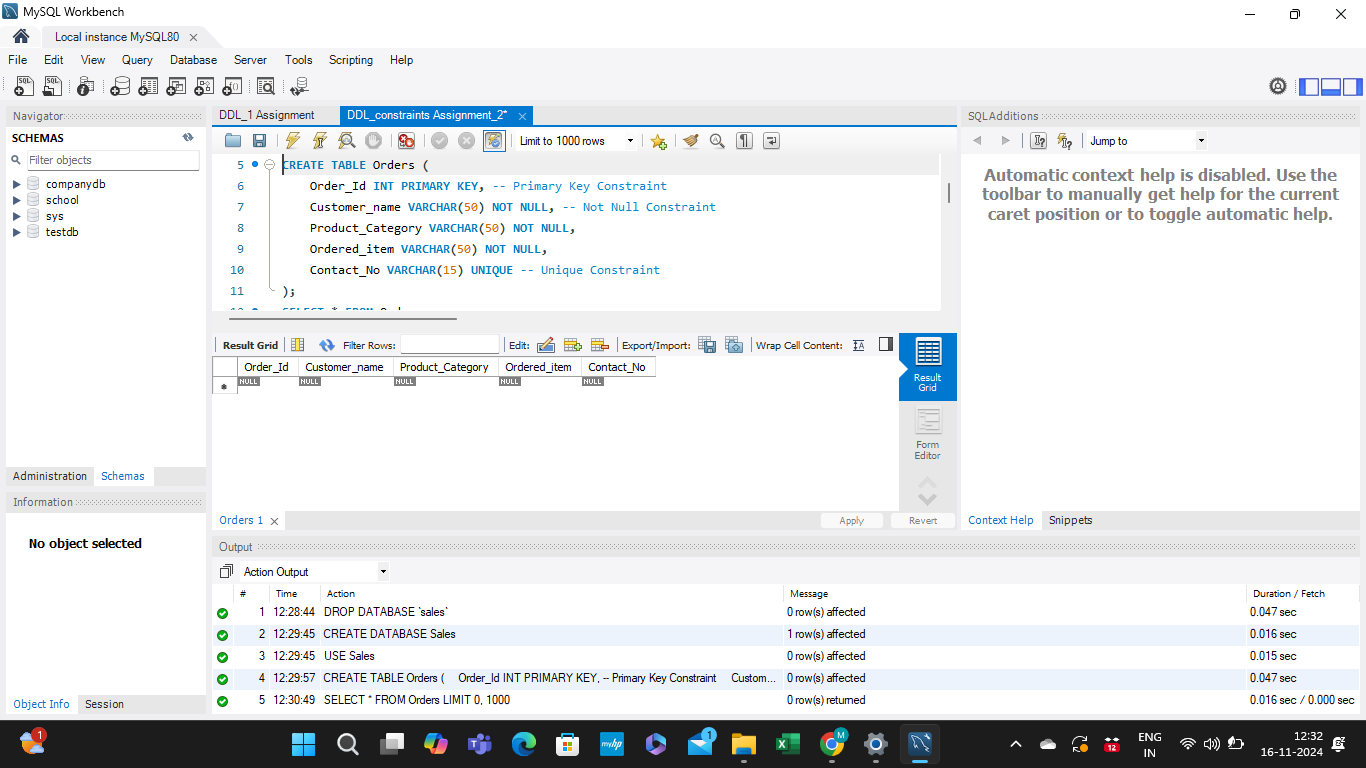 MySQL Workbench
Local instance MySQL80
File Edit View Query Database Server Tools Scripting Help
Navigator
SCHEMAS
Filter objects
companydb
school
sys
testdb
Administration Schemas
Information
No object selected
Object Info Session
DDL_1 Assignment DDL_constraints Assignment_2*
Limit to 1000 rows
5 CREATE TABLE Orders (
6 Order_Id INT PRIMARY KEY, -- Primary Key Constraint
7 Customer_name VARCHAR(50) NOT NULL, -- Not Null Constraint
8 Product_Category VARCHAR(50) NOT NULL,
9 Ordered_item VARCHAR(50) NOT NULL,
10 Contact_No VARCHAR(15) UNIQUE -- Unique Constraint
11 );
Result Grid Filter Rows: Edit: Export/Import: Wrap Cell Content:
Order_Id Customer_name Product_Category Ordered_item Contact_No
NULL NULL NULL NULL NULL
Result
Grid
Form
Editor
Orders 1 Apply Revert
SQLAdditions
Jump to
Automatic context help is disabled. Use the
toolbar to manually get help for the current
caret position or to toggle automatic help.
Context Help Snippets
Output
Action Output
# Time Action Message Duration / Fetch
1 12:28:44 DROP DATABASE `sales` 0 row(s) affected 0.047 sec
2 12:29:45 CREATE DATABASE Sales 1 row(s) affected 0.016 sec
3 12:29:45 USE Sales 0 row(s) affected 0.015 sec
4 12:29:57 CREATE TABLE Orders ( Order_Id INT PRIMARY KEY, -- Primary Key Constraint Custom... 0 row(s) affected 0.047 sec
5 12:30:49 SELECT * FROM Orders LIMIT 0, 1000 0 row(s) returned 0.016 sec / 0.000 sec
1
myhp
1
M
12
ENG
IN
12:32
16-11-2024